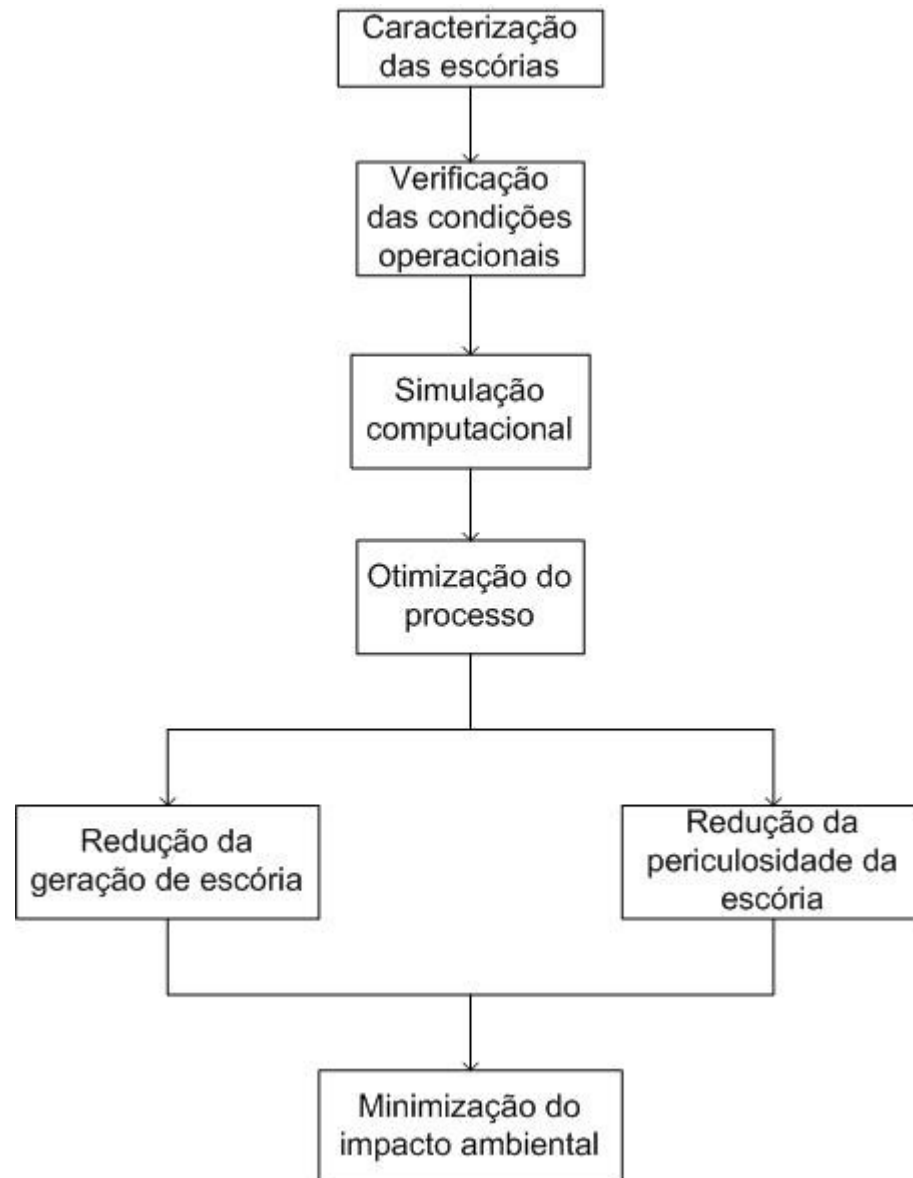 Caracterização
das escórias
Verificação
das condições
operacionais
Simulação
computacional
Otimização do
processo
Redução da
geração de escória
Redução da
periculosidade da
escória
Minimização do
impacto ambiental